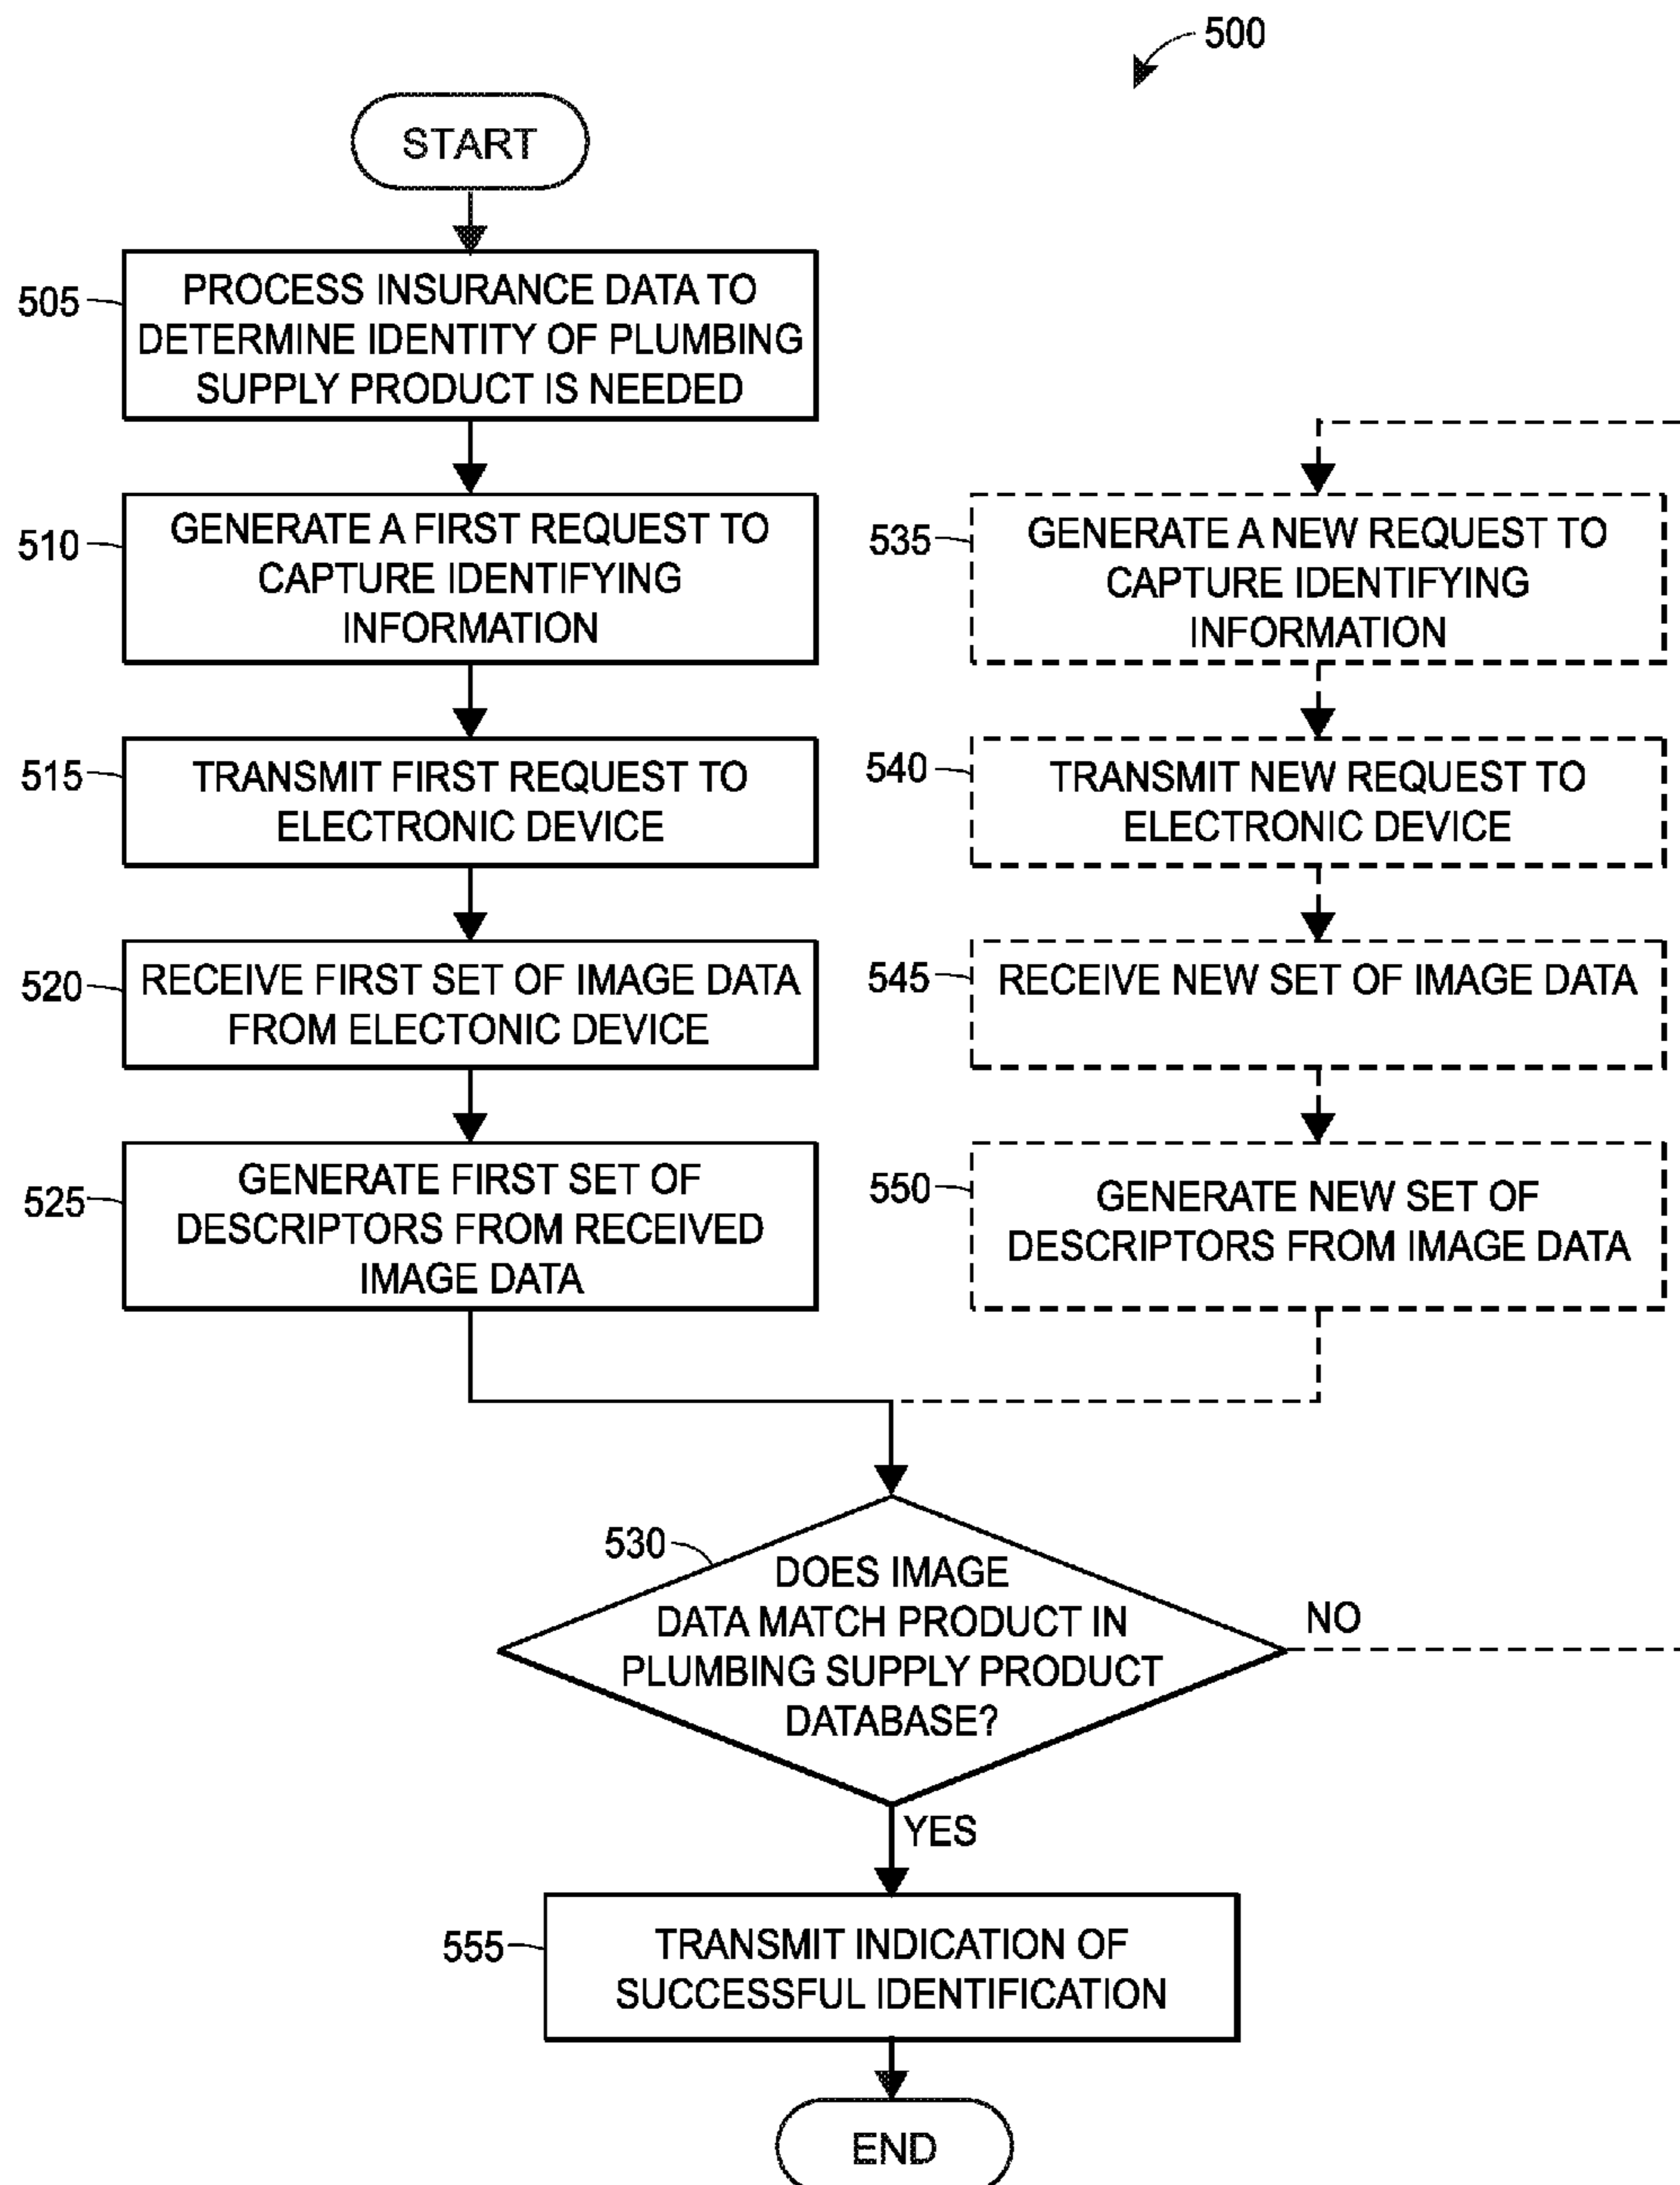 500
START
505
PROCESS INSURANCE DATA TO
DETERMINE IDENTITY OF PLUMBING
SUPPLY PRODUCT IS NEEDED
510
GENERATE A FIRST REQUEST TO
CAPTURE IDENTIFYING
INFORMATION
515
TRANSMIT FIRST REQUEST TO
ELECTRONIC DEVICE
520
RECEIVE FIRST SET OF IMAGE DATA
FROM ELECTONIC DEVICE
525
GENERATE FIRST SET OF
DESCRIPTORS FROM RECEIVED
IMAGE DATA
535
GENERATE A NEW REQUEST TO
CAPTURE IDENTIFYING
INFORMATION
540
TRANSMIT NEW REQUEST TO
ELECTRONIC DEVICE
545
RECEIVE NEW SET OF IMAGE DATA
550
GENERATE NEW SET OF
DESCRIPTORS FROM IMAGE DATA
530
DOES IMAGE
DATA MATCH PRODUCT IN
PLUMBING SUPPLY PRODUCT
DATABASE?
NO
YES
555
TRANSMIT INDICATION OF
SUCCESSFUL IDENTIFICATION
END